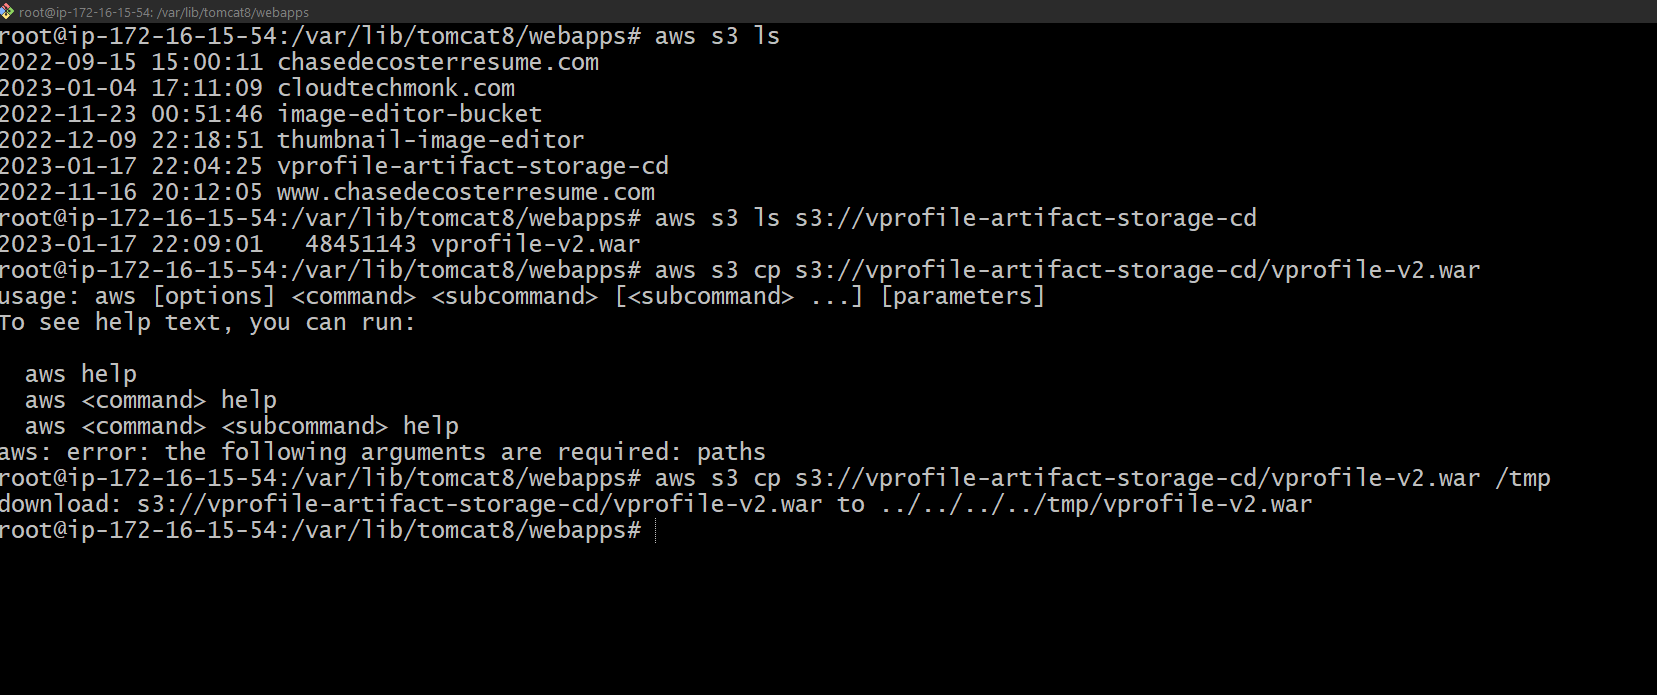 root@ip-172-16-15-54: /var/lib/tomcat8/webapps
root@ip-172-16-15-54:/var/lib/tomcat8/webapps# aws s3 ls
2022-09-15 15:00:11 chasedecosterresume.com
2023-01-04 17:11:09 cloudtechmonk.com
2022-11-23 00:51:46 image-editor-bucket
2022-12-09 22:18:51 thumbnail-image-editor
2023-01-17 22:04:25 vprofile-artifact-storage-cd
2022-11-16 20:12:05 www.chasedecosterresume.com
root@ip-172-16-15-54:/var/lib/tomcat8/webapps# aws s3 ls s3://vprofile-artifact-storage-cd
2023-01-17 22:09:01   48451143 vprofile-v2.war
root@ip-172-16-15-54:/var/lib/tomcat8/webapps# aws s3 cp s3://vprofile-artifact-storage-cd/vprofile-v2.war
usage: aws [options] <command> <subcommand> [<subcommand> ...] [parameters]
To see help text, you can run:
  aws help
  aws <command> help
  aws <command> <subcommand> help
aws: error: the following arguments are required: paths
root@ip-172-16-15-54:/var/lib/tomcat8/webapps# aws s3 cp s3://vprofile-artifact-storage-cd/vprofile-v2.war /tmp
download: s3://vprofile-artifact-storage-cd/vprofile-v2.war to ../../../../tmp/vprofile-v2.war
root@ip-172-16-15-54:/var/lib/tomcat8/webapps#